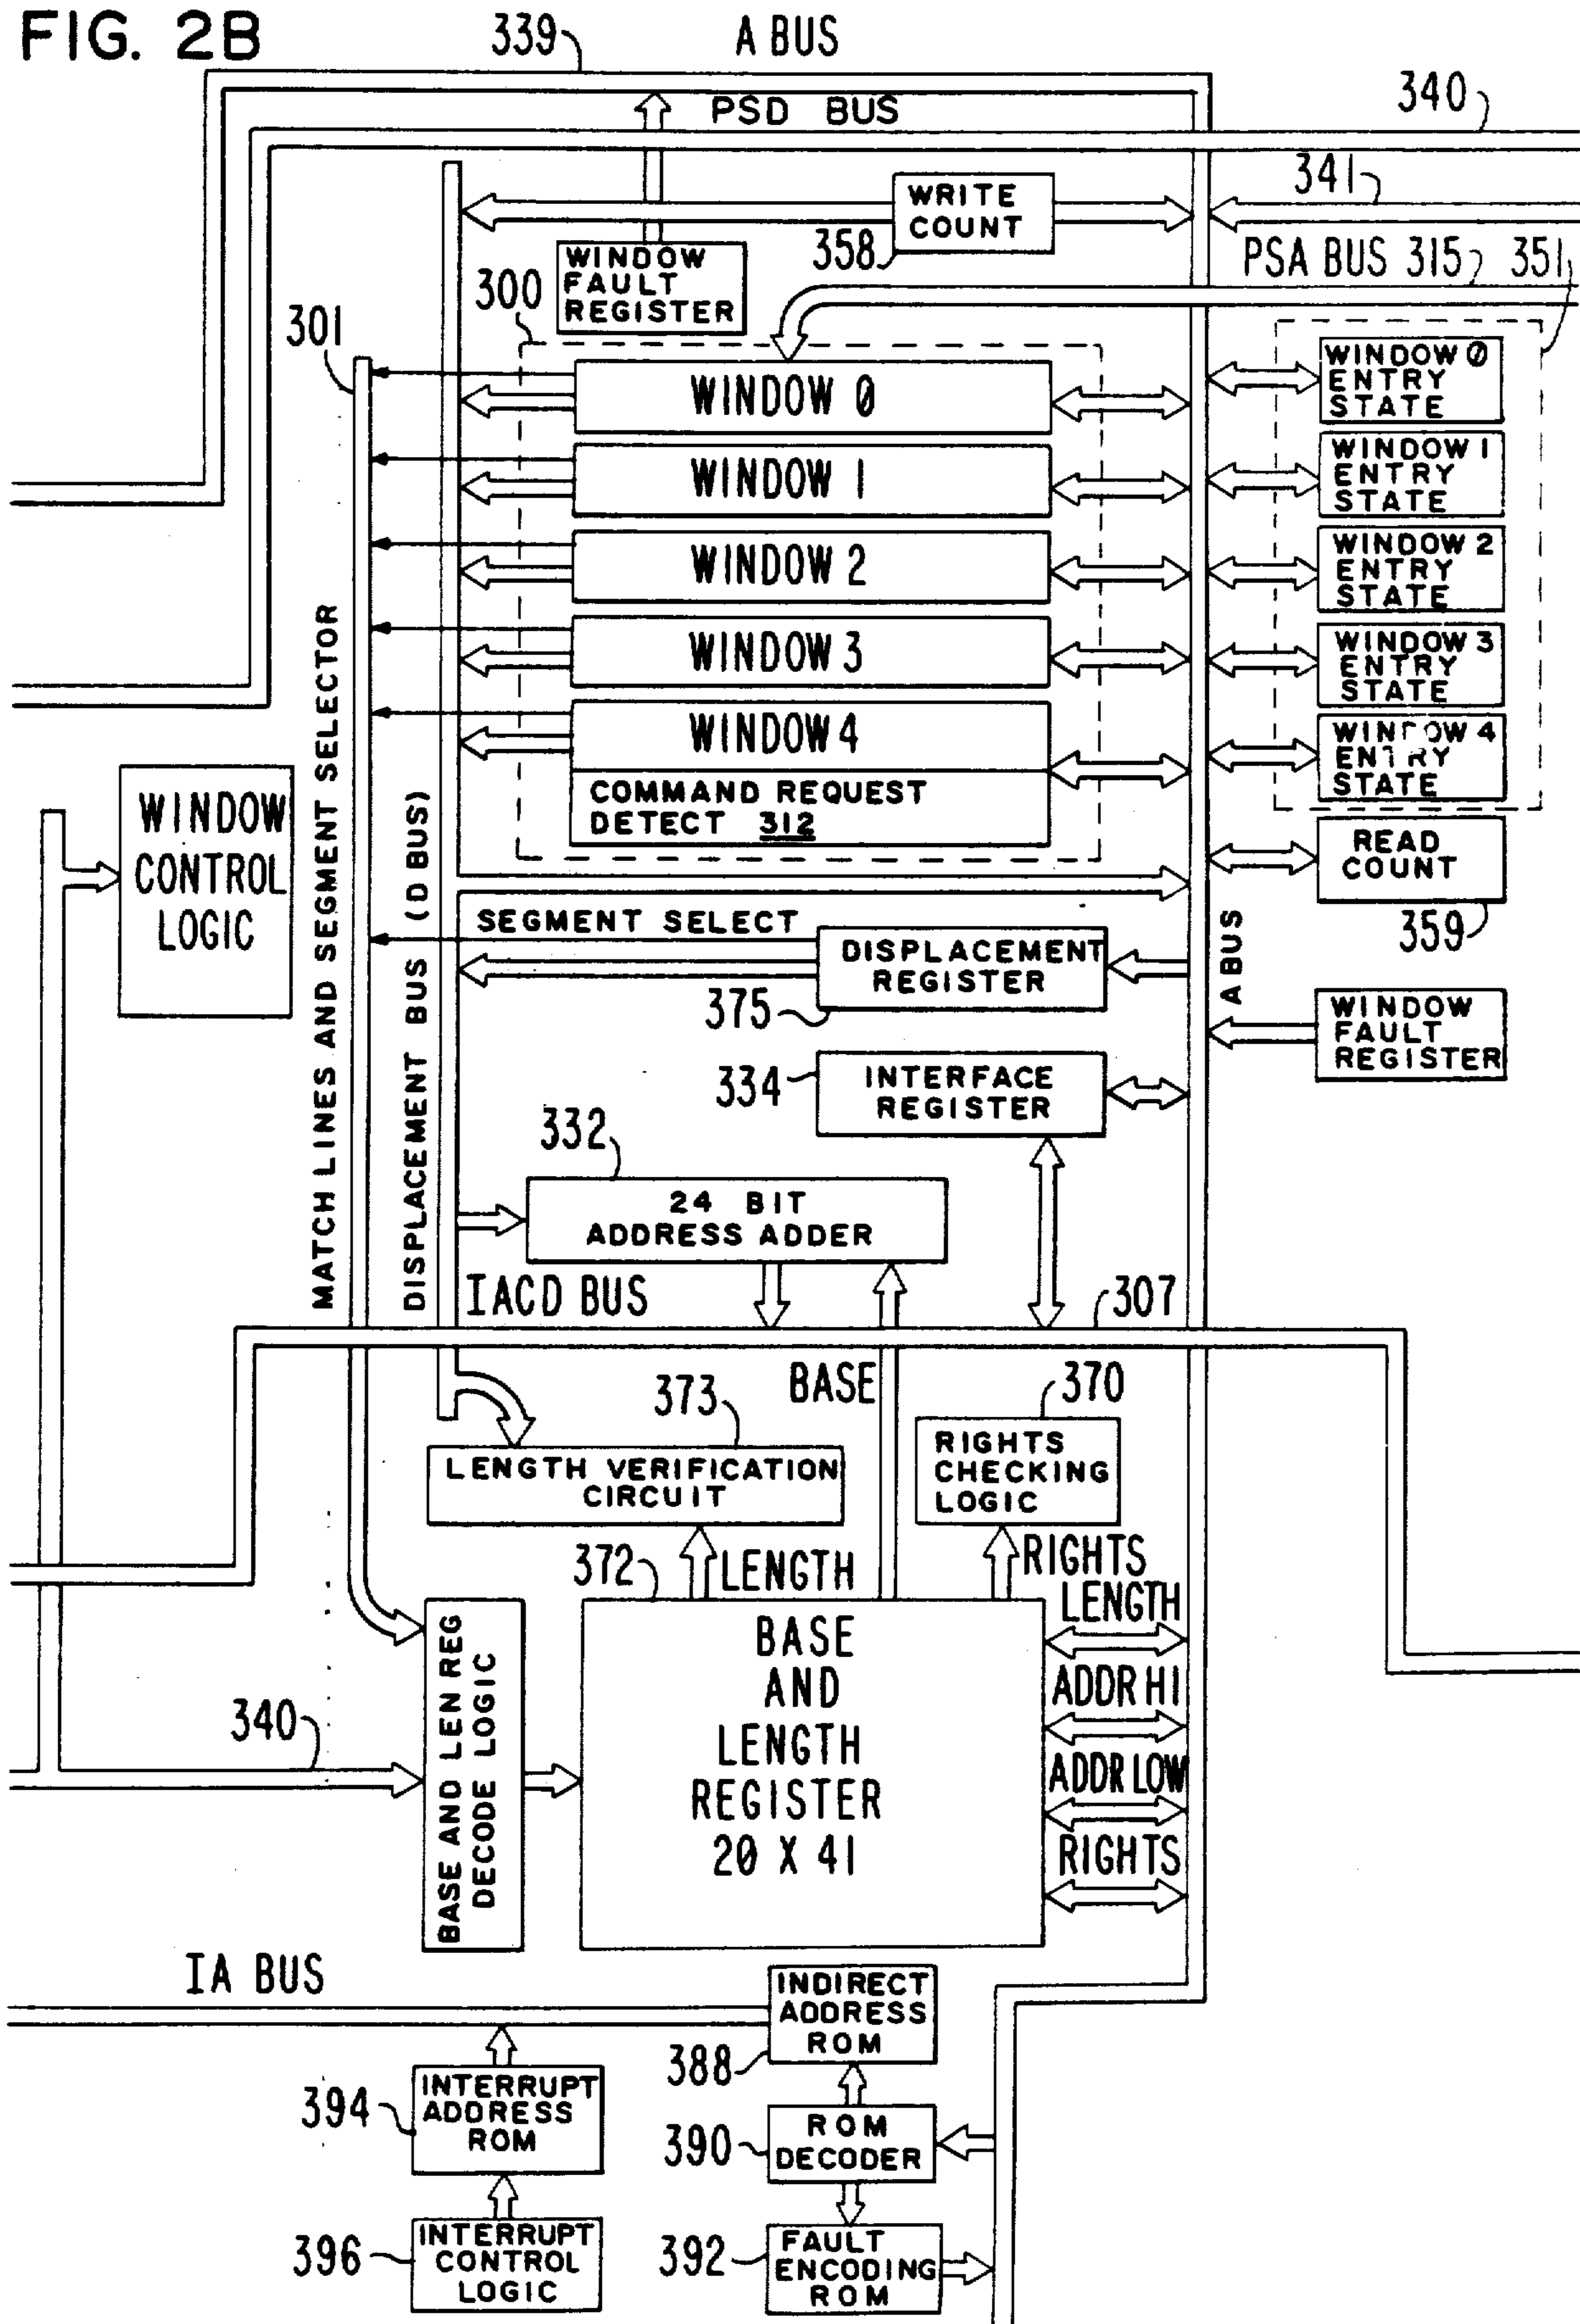 FIG. 2B
339
A BUS
PSD BUS
340
341
WRITE
COUNT
358
PSA BUS 315
351
WINDOW
FAULT
REGISTER
300
301
WINDOW 0
WINDOW 1
WINDOW 2
WINDOW 3
WINDOW 4
COMMAND REQUEST
DETECT 312
WINDOW 0
ENTRY
STATE
WINDOW 1
ENTRY
STATE
WINDOW 2
ENTRY
STATE
WINDOW 3
ENTRY
STATE
WINDOW 4
ENTRY
STATE
READ
COUNT
359
WINDOW
CONTROL
LOGIC
MATCH LINES AND SEGMENT SELECTOR
DISPLACEMENT BUS (D BUS)
SEGMENT SELECT
DISPLACEMENT
REGISTER
375
A BUS
WINDOW
FAULT
REGISTER
334
INTERFACE
REGISTER
332
24 BIT
ADDRESS ADDER
IACD BUS
307
BASE
373
370
LENGTH VERIFICATION
CIRCUIT
RIGHTS
CHECKING
LOGIC
372
LENGTH
RIGHTS
LENGTH
ADDR HI
ADDR LOW
RIGHTS
340
BASE AND LEN REG
DECODE LOGIC
BASE
AND
LENGTH
REGISTER
20 X 41
IA BUS
INDIRECT
ADDRESS
ROM
388
394
INTERRUPT
ADDRESS
ROM
390
ROM
DECODER
396
INTERRUPT
CONTROL
LOGIC
392
FAULT
ENCODING
ROM